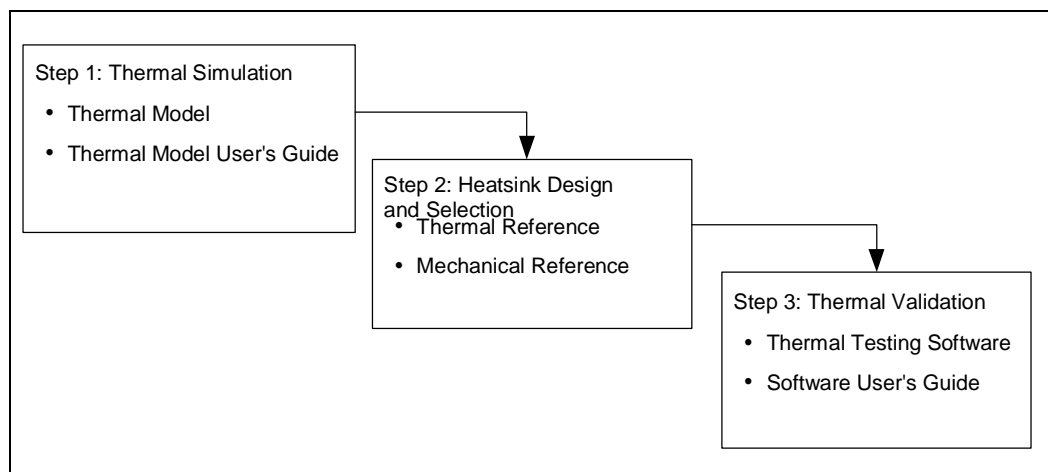 Step 1: Thermal Simulation
• Thermal Model
• Thermal Model User's Guide
Step 2: Heatsink Design
and Selection
• Thermal Reference
• Mechanical Reference
Step 3: Thermal Validation
• Thermal Testing Software
• Software User's Guide